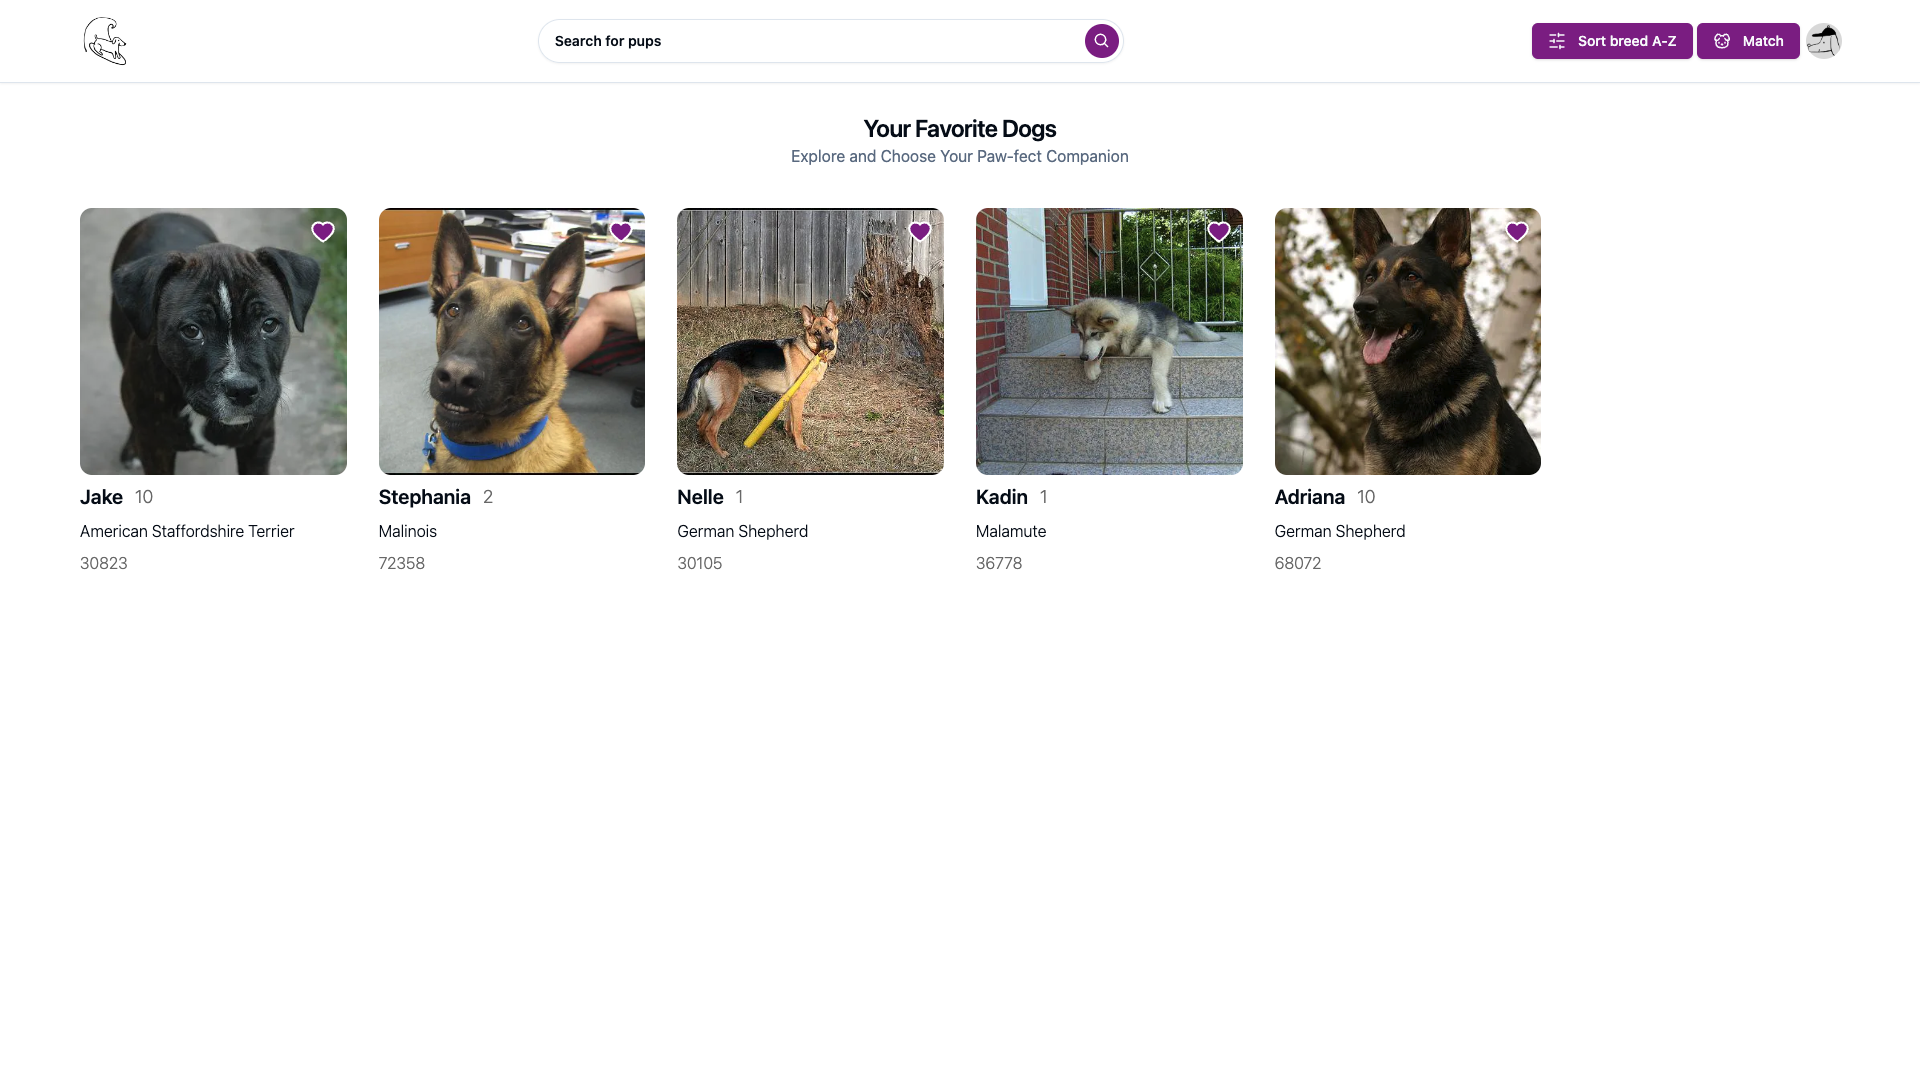 Search for pups
Sort breed A-Z
Match
Your Favorite Dogs
Explore and Choose Your Paw-fect Companion
Jake 10
American Staffordshire Terrier
30823
Stephania 2
Malinois
72358
Nelle 1
German Shepherd
30105
Kadin 1
Malamute
36778
Adriana 10
German Shepherd
68072